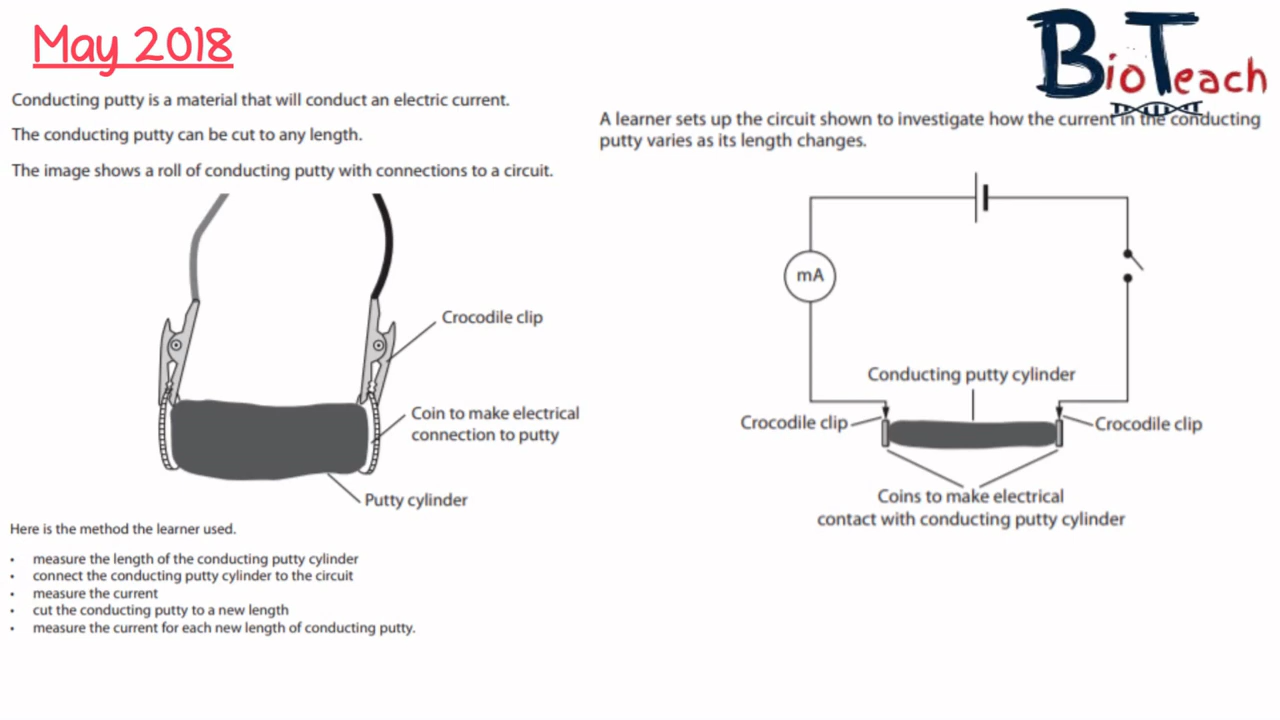 May 2018
BioTeach
Conducting putty is a material that will conduct an electric current.
The conducting putty can be cut to any length.
The image shows a roll of conducting putty with connections to a circuit.
Crocodile clip
Coin to make electrical
connection to putty
Putty cylinder
Here is the method the learner used.
• measure the length of the conducting putty cylinder
• connect the conducting putty cylinder to the circuit
• measure the current
• cut the conducting putty to a new length
• measure the current for each new length of conducting putty.
A learner sets up the circuit shown to investigate how the current in the conducting
putty varies as its length changes.
mA
Conducting putty cylinder
Crocodile clip
Crocodile clip
Coins to make electrical
contact with conducting putty cylinder